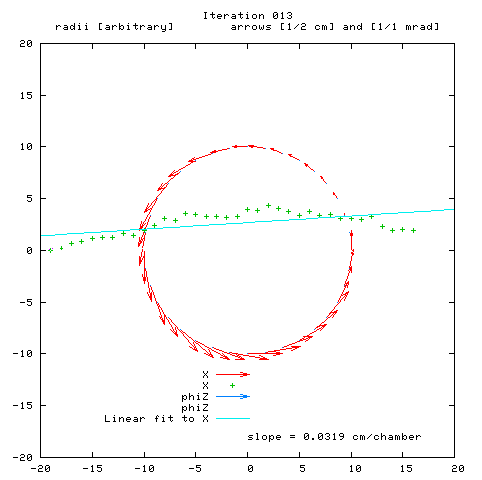 Iteration 013
radii [arbitrary] arrows [1/2 cm] and [1/1 mrad]
20
15
10
5
0
-5
-10
-15
-20
X
X
phiZ
phiZ
Linear fit to X
slope = 0.0319 cm/chamber
-20 -15 -10 -5 0 5 10 15 20